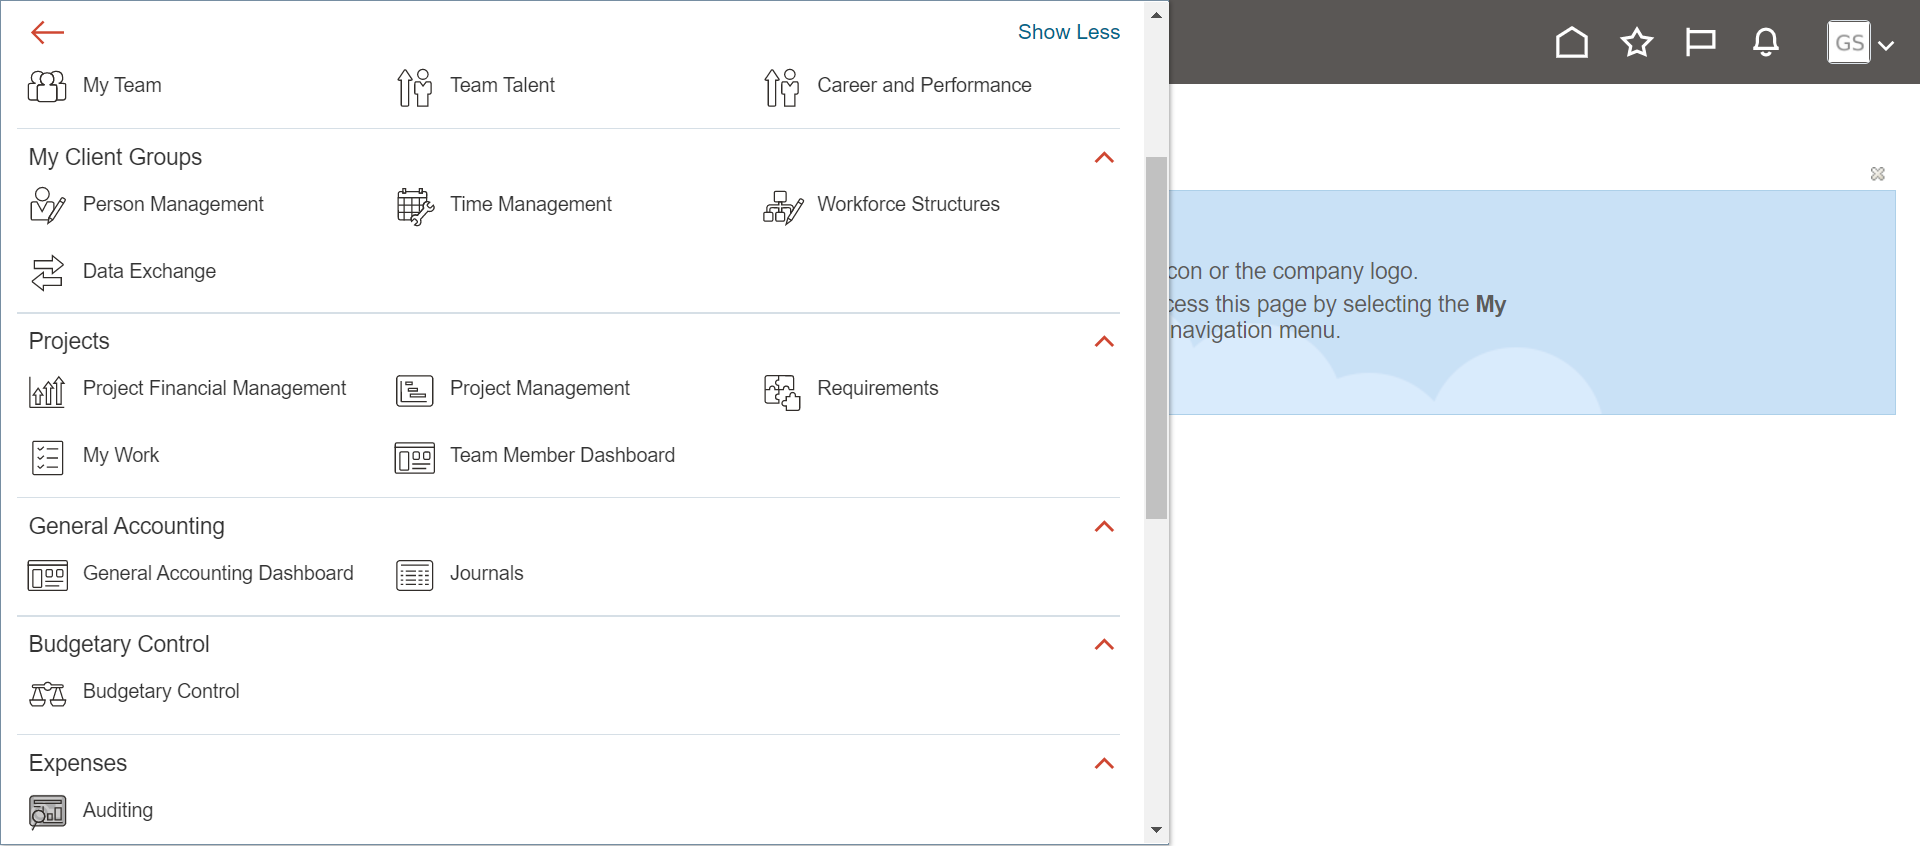 Show Less
My Team
Team Talent
Career and Performance
My Client Groups
Person Management
Time Management
Workforce Structures
Data Exchange
Projects
Project Financial Management
Project Management
Requirements
My Work
Team Member Dashboard
General Accounting
General Accounting Dashboard
Journals
Budgetary Control
Budgetary Control
Expenses
Auditing
GS
con or the company logo.
cess this page by selecting the My
navigation menu.